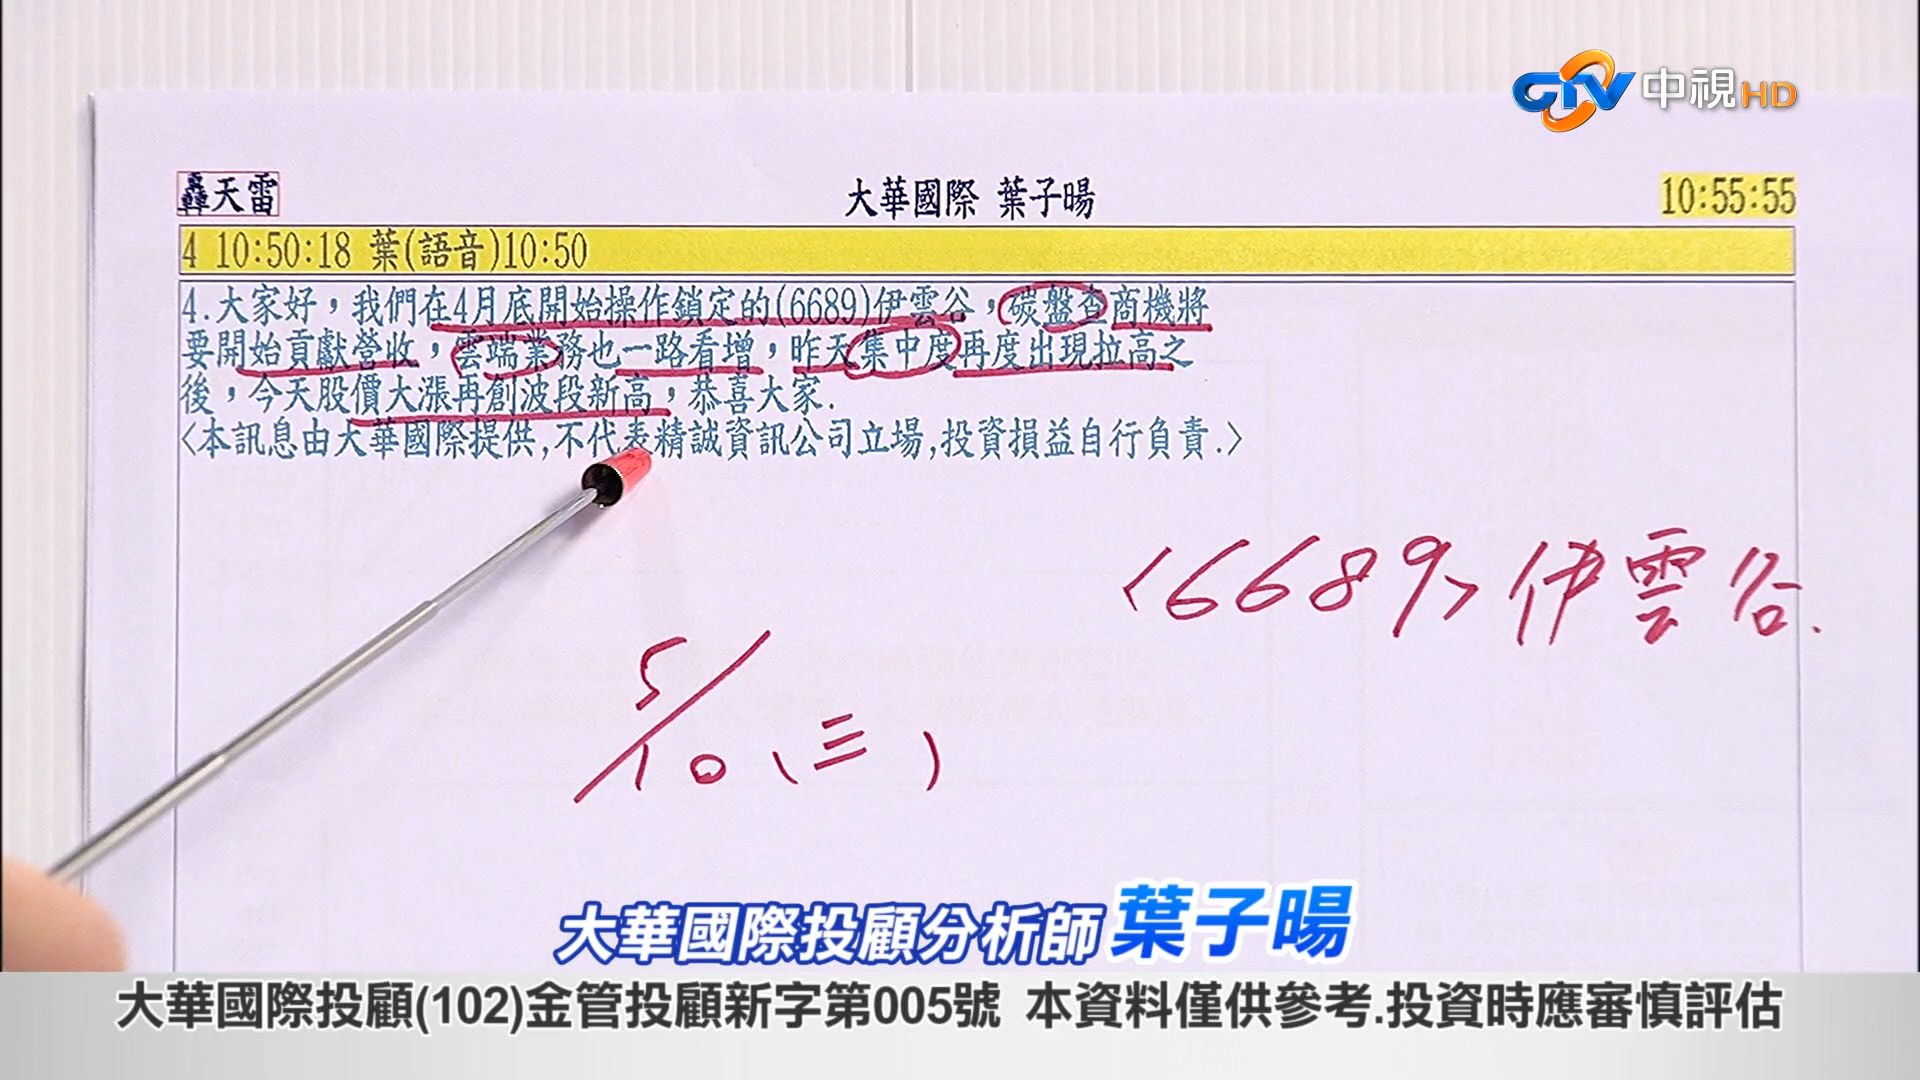 CTV中視HD
轟天雷
大華國際 葉子暘
10:55:55
4 10:50:18 葉(語音)10:50
4.大家好，我們在4月底開始操作鎖定的(6689)伊雲谷，碳盤查商機將
要開始貢獻營收，雲端業務也一路看增，昨天集中度再度出現拉高之
後，今天股價大漲再創波段新高，恭喜大家.
<本訊息由大華國際提供,不代表精誠資訊公司立場,投資損益自行負責.>
<6689>伊雲谷.
5/10(三)
大華國際投顧分析師 葉子暘
大華國際投顧(102)金管投顧新字第005號 本資料僅供參考.投資時應審慎評估